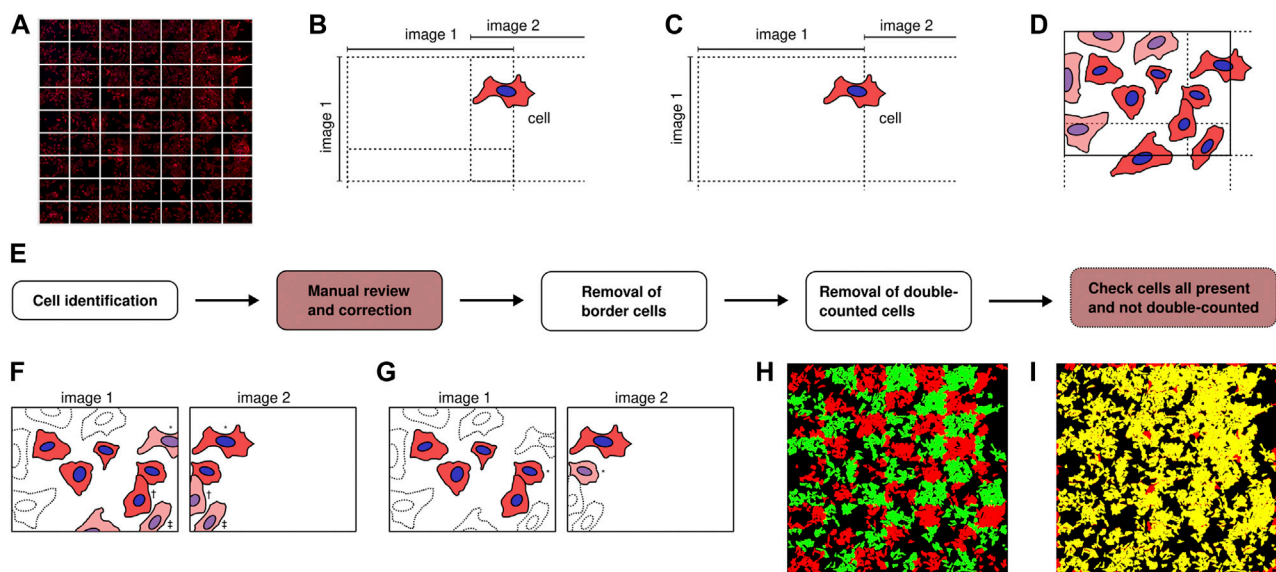 A
B
image 2
image 1
image 1
cell
C
image 2
image 1
image 1
cell
D
E
Cell identification
Manual review
and correction
Removal of
border cells
Removal of double-
counted cells
Check cells all present
and not double-counted
F
image 1
image 2
*
*
†
†
‡
‡
G
image 1
image 2
*
*
H
I